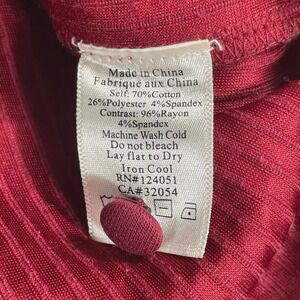 Made in China
Fabriqué aux China
Self: 70%Cotton
26%Polyester 4%Spandex
Contrast: 96%Rayon
4%Spandex
Machine Wash Cold
Do not bleach
Lay flat to Dry
Iron Cool
RN#124051
CA#32054